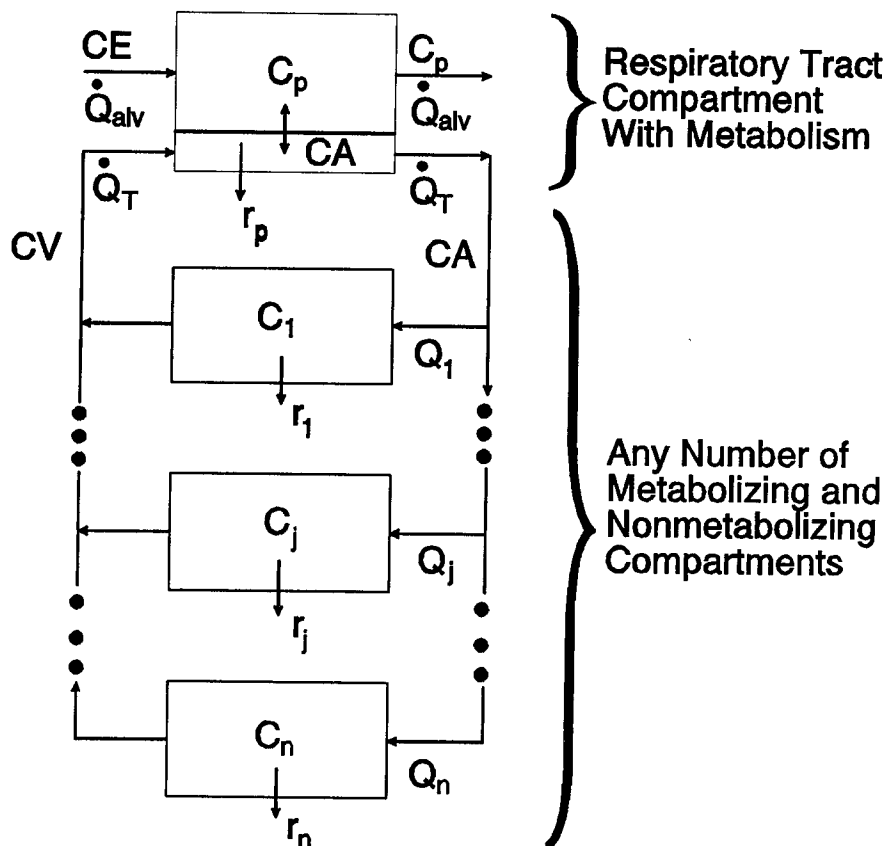 CE
Q̇alv
Cp
Cp
Q̇alv
CA
Q̇T
Q̇T
rp
CV
CA
C1
Q1
r1
Cj
Qj
rj
Cn
Qn
rn
Respiratory Tract
Compartment
With Metabolism
Any Number of
Metabolizing and
Nonmetabolizing
Compartments